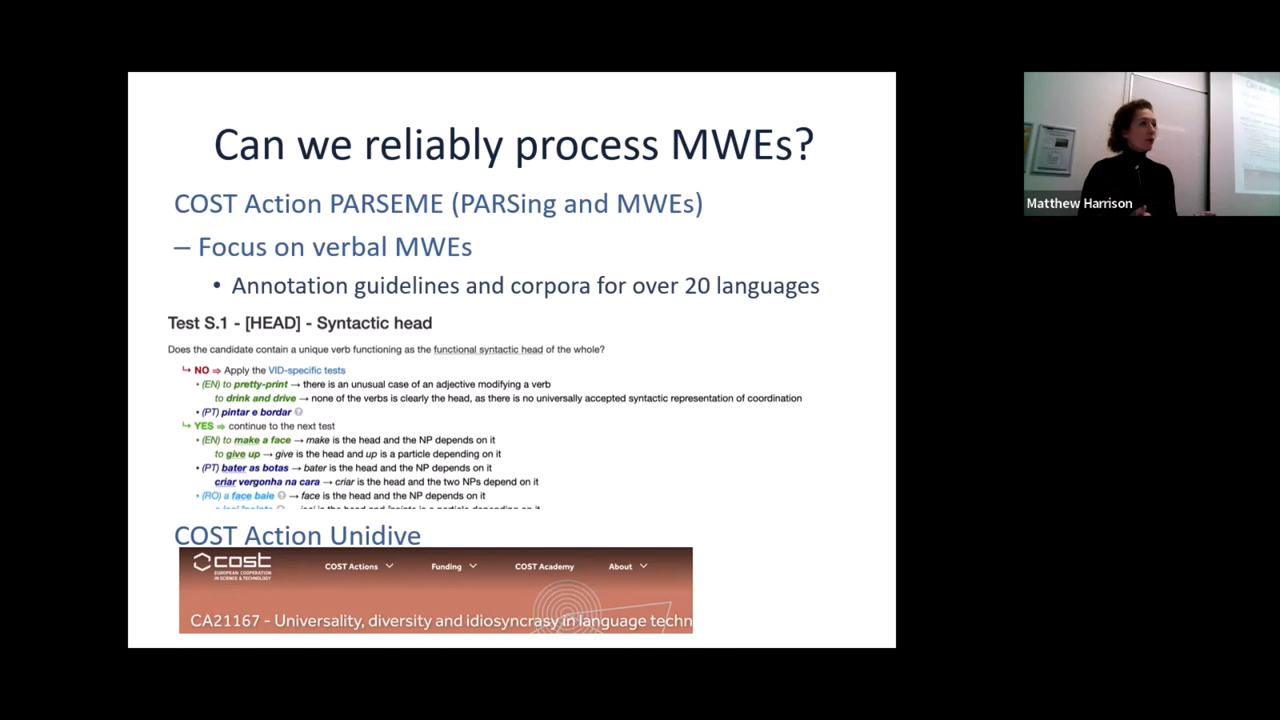 Can we reliably process MWEs?
COST Action PARSEME (PARSing and MWEs)
– Focus on verbal MWEs
• Annotation guidelines and corpora for over 20 languages
Test S.1 - [HEAD] - Syntactic head
Does the candidate contain a unique verb functioning as the functional syntactic head of the whole?
↳ NO ⇒ Apply the VID-specific tests
• (EN) to pretty-print → there is an unusual case of an adjective modifying a verb
to drink and drive → none of the verbs is clearly the head, as there is no universally accepted syntactic representation of coordination
• (PT) pintar e bordar
↳ YES ⇒ continue to the next test
• (EN) to make a face → make is the head and the NP depends on it
to give up → give is the head and up is a particle depending on it
• (PT) bater as botas → bater is the head and the NP depends on it
criar vergonha na cara → criar is the head and the two NPs depend on it
• (RO) a face baie → face is the head and the NP depends on it
COST Action Unidive
cost
EUROPEAN COOPERATION
IN SCIENCE & TECHNOLOGY
COST Actions Funding COST Academy About
CA21167 - Universality, diversity and idiosyncrasy in language techn
Matthew Harrison